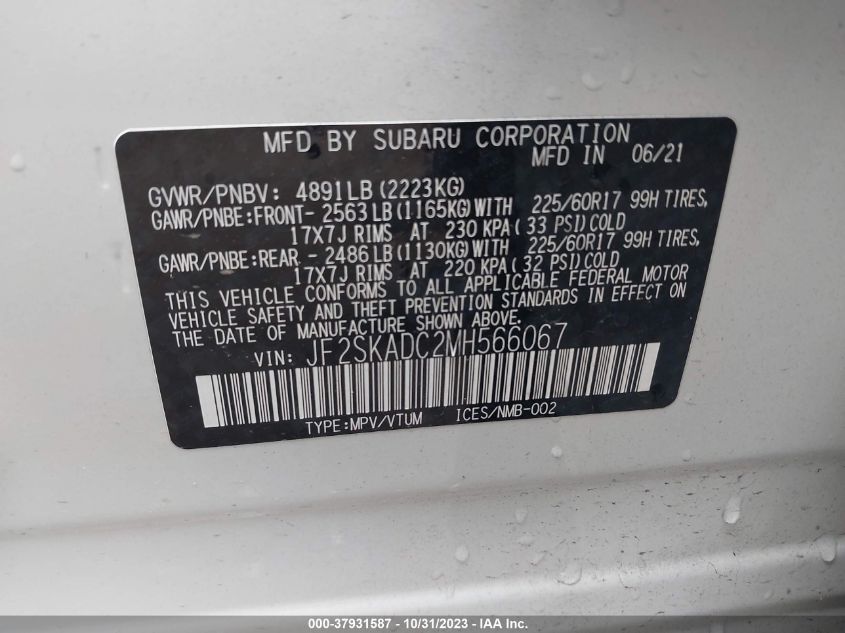 MFD BY SUBARU CORPORATION
MFD IN 06/21
GVWR/PNBV: 4891LB (2223KG)
GAWR/PNBE:FRONT- 2563LB(1165KG)WITH 225/60R17 99H TIRES,
17X7J RIMS AT 230 KPA( 33 PSI)COLD
GAWR/PNBE:REAR - 2486LB(1130KG)WITH 225/60R17 99H TIRES,
17X7J RIMS AT 220 KPA( 32 PSI)COLD
THIS VEHICLE CONFORMS TO ALL APPLICABLE FEDERAL MOTOR
VEHICLE SAFETY AND THEFT PREVENTION STANDARDS IN EFFECT ON
THE DATE OF MANUFACTURE SHOWN ABOVE.
VIN: JF2SKADC2MH566067
TYPE:MPV/VTUM ICES/NMB-002
000-37931587 - 10/31/2023 - IAA Inc.